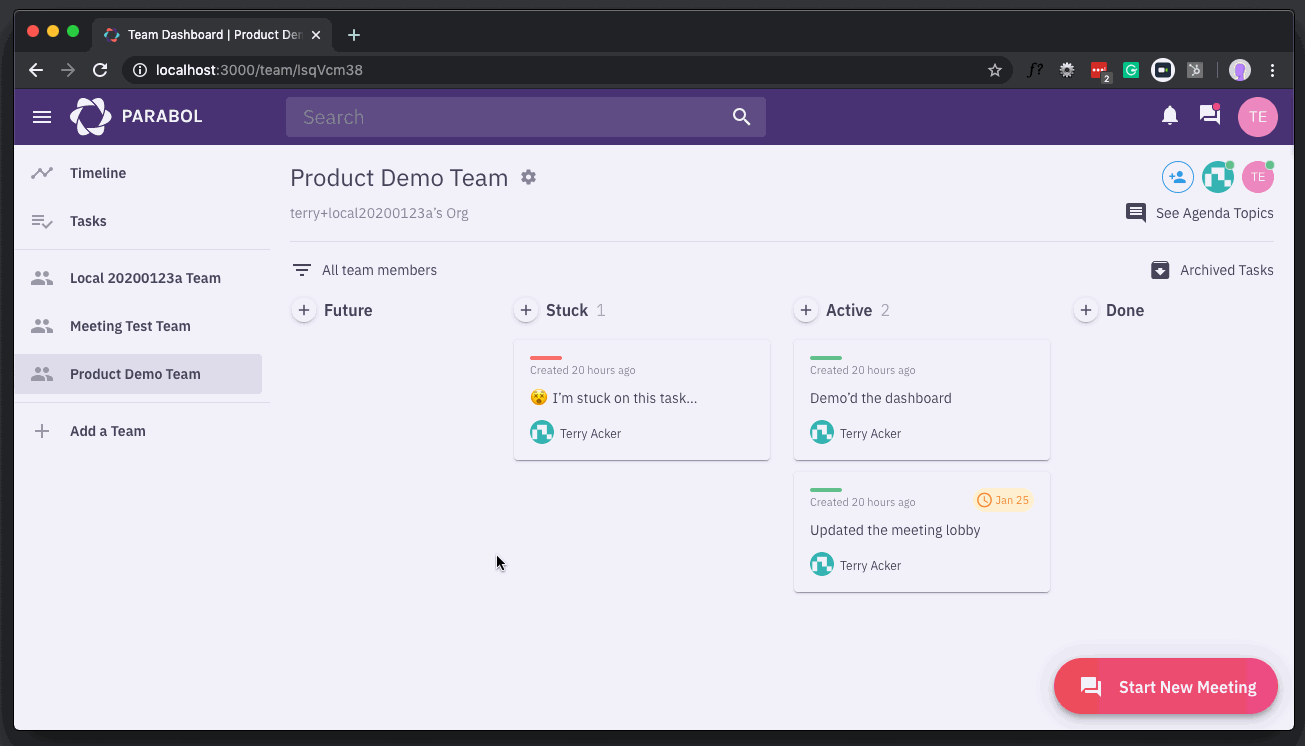 Team Dashboard | Product De
localhost:3000/team/lsqVcm38
f?
2
PARABOL
Search
TE
Timeline
Tasks
Local 20200123a Team
Meeting Test Team
Product Demo Team
Add a Team
Product Demo Team
terry+local20200123a's Org
TE
See Agenda Topics
All team members
Archived Tasks
Future
Stuck 1
Active 2
Done
Created 20 hours ago
😵 I'm stuck on this task...
Terry Acker
Created 20 hours ago
Demo'd the dashboard
Terry Acker
Created 20 hours ago
Jan 25
Updated the meeting lobby
Terry Acker
Start New Meeting